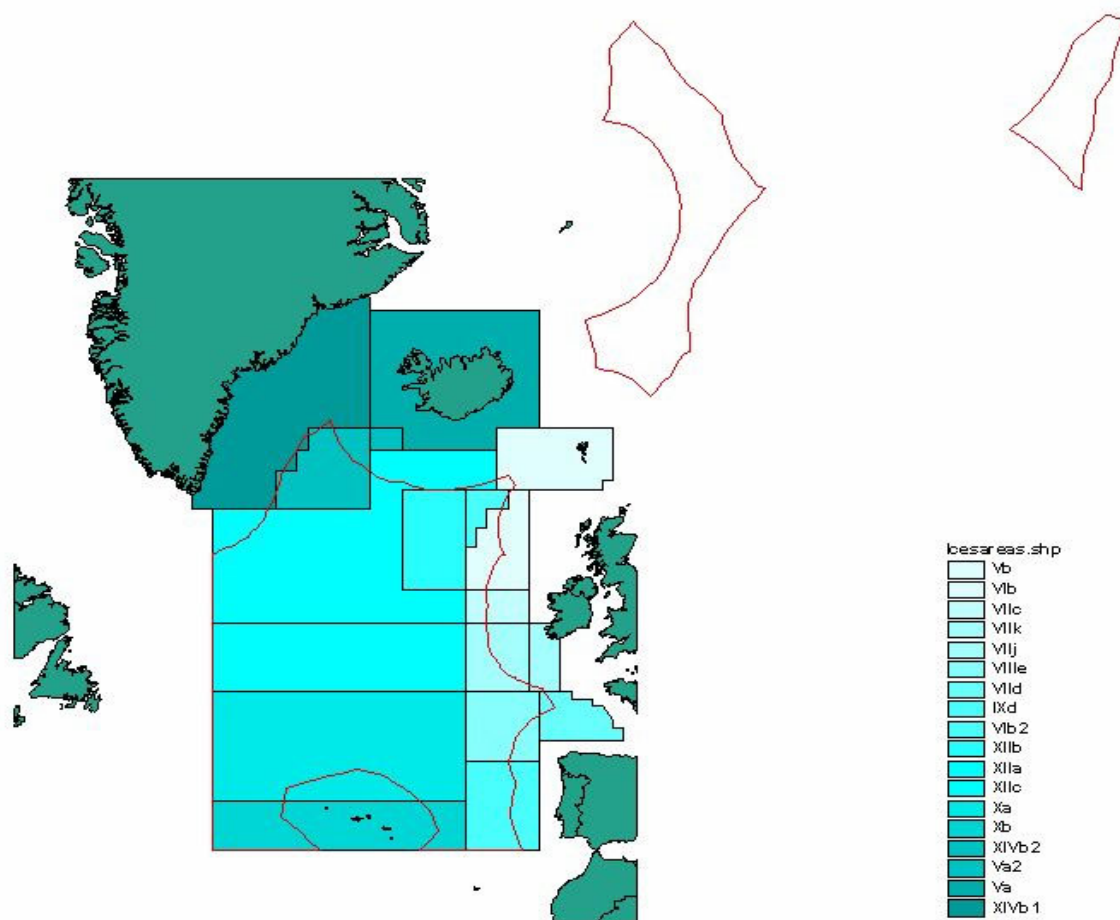 Icesareas.shp
Vb
VIb
VIIc
VIIk
VIIj
VIIIe
VIId
IXd
VIb2
XIIb
XIIa
XIIc
Xa
Xb
XIVb2
Va2
Va
XIVb1